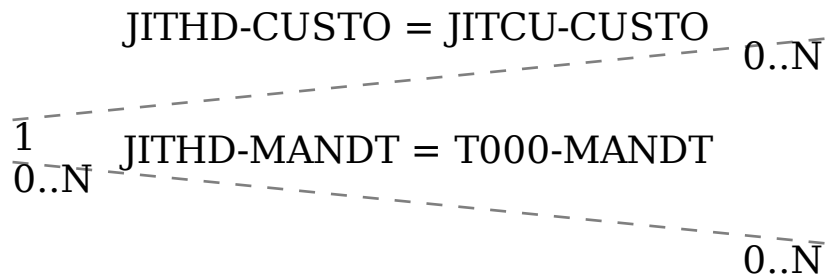 JITHD-CUSTO = JITCU-CUSTO
0..N
1
JITHD-MANDT = T000-MANDT
0..N
0..N